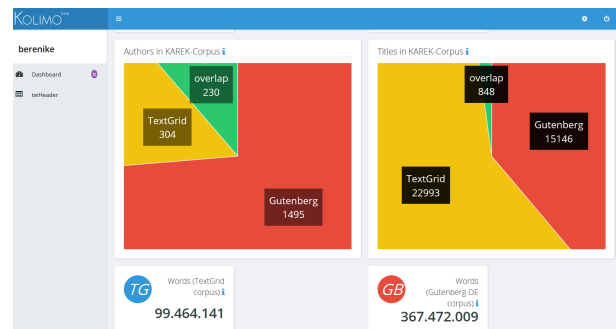 KOLIMO beta
berenike
Dashboard
0
teiHeader
Authors in KAREK-Corpus i
overlap
230
TextGrid
304
Gutenberg
1495
Titles in KAREK-Corpus i
overlap
848
Gutenberg
15146
TextGrid
22993
TG
Words (TextGrid
corpus) i
99.464.141
GB
Words
(Gutenberg-DE
corpus) i
367.472.009